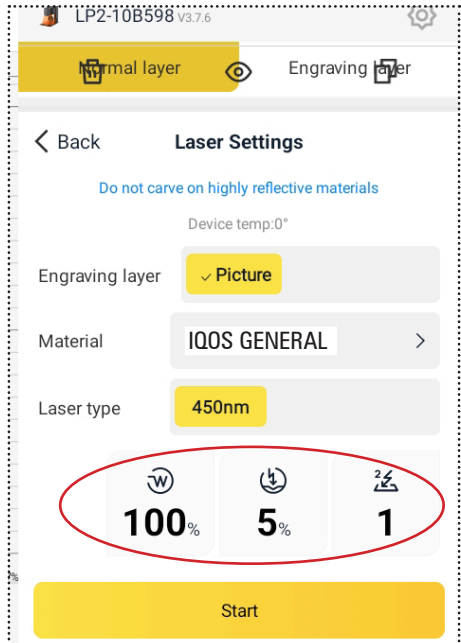 LP2-10B598 V3.7.6
Normal layer Engraving layer
Back Laser Settings
Do not carve on highly reflective materials
Device temp:0°
Engraving layer Picture
Material IQOS GENERAL
Laser type 450nm
W 2
100% 5% 1
%
Start